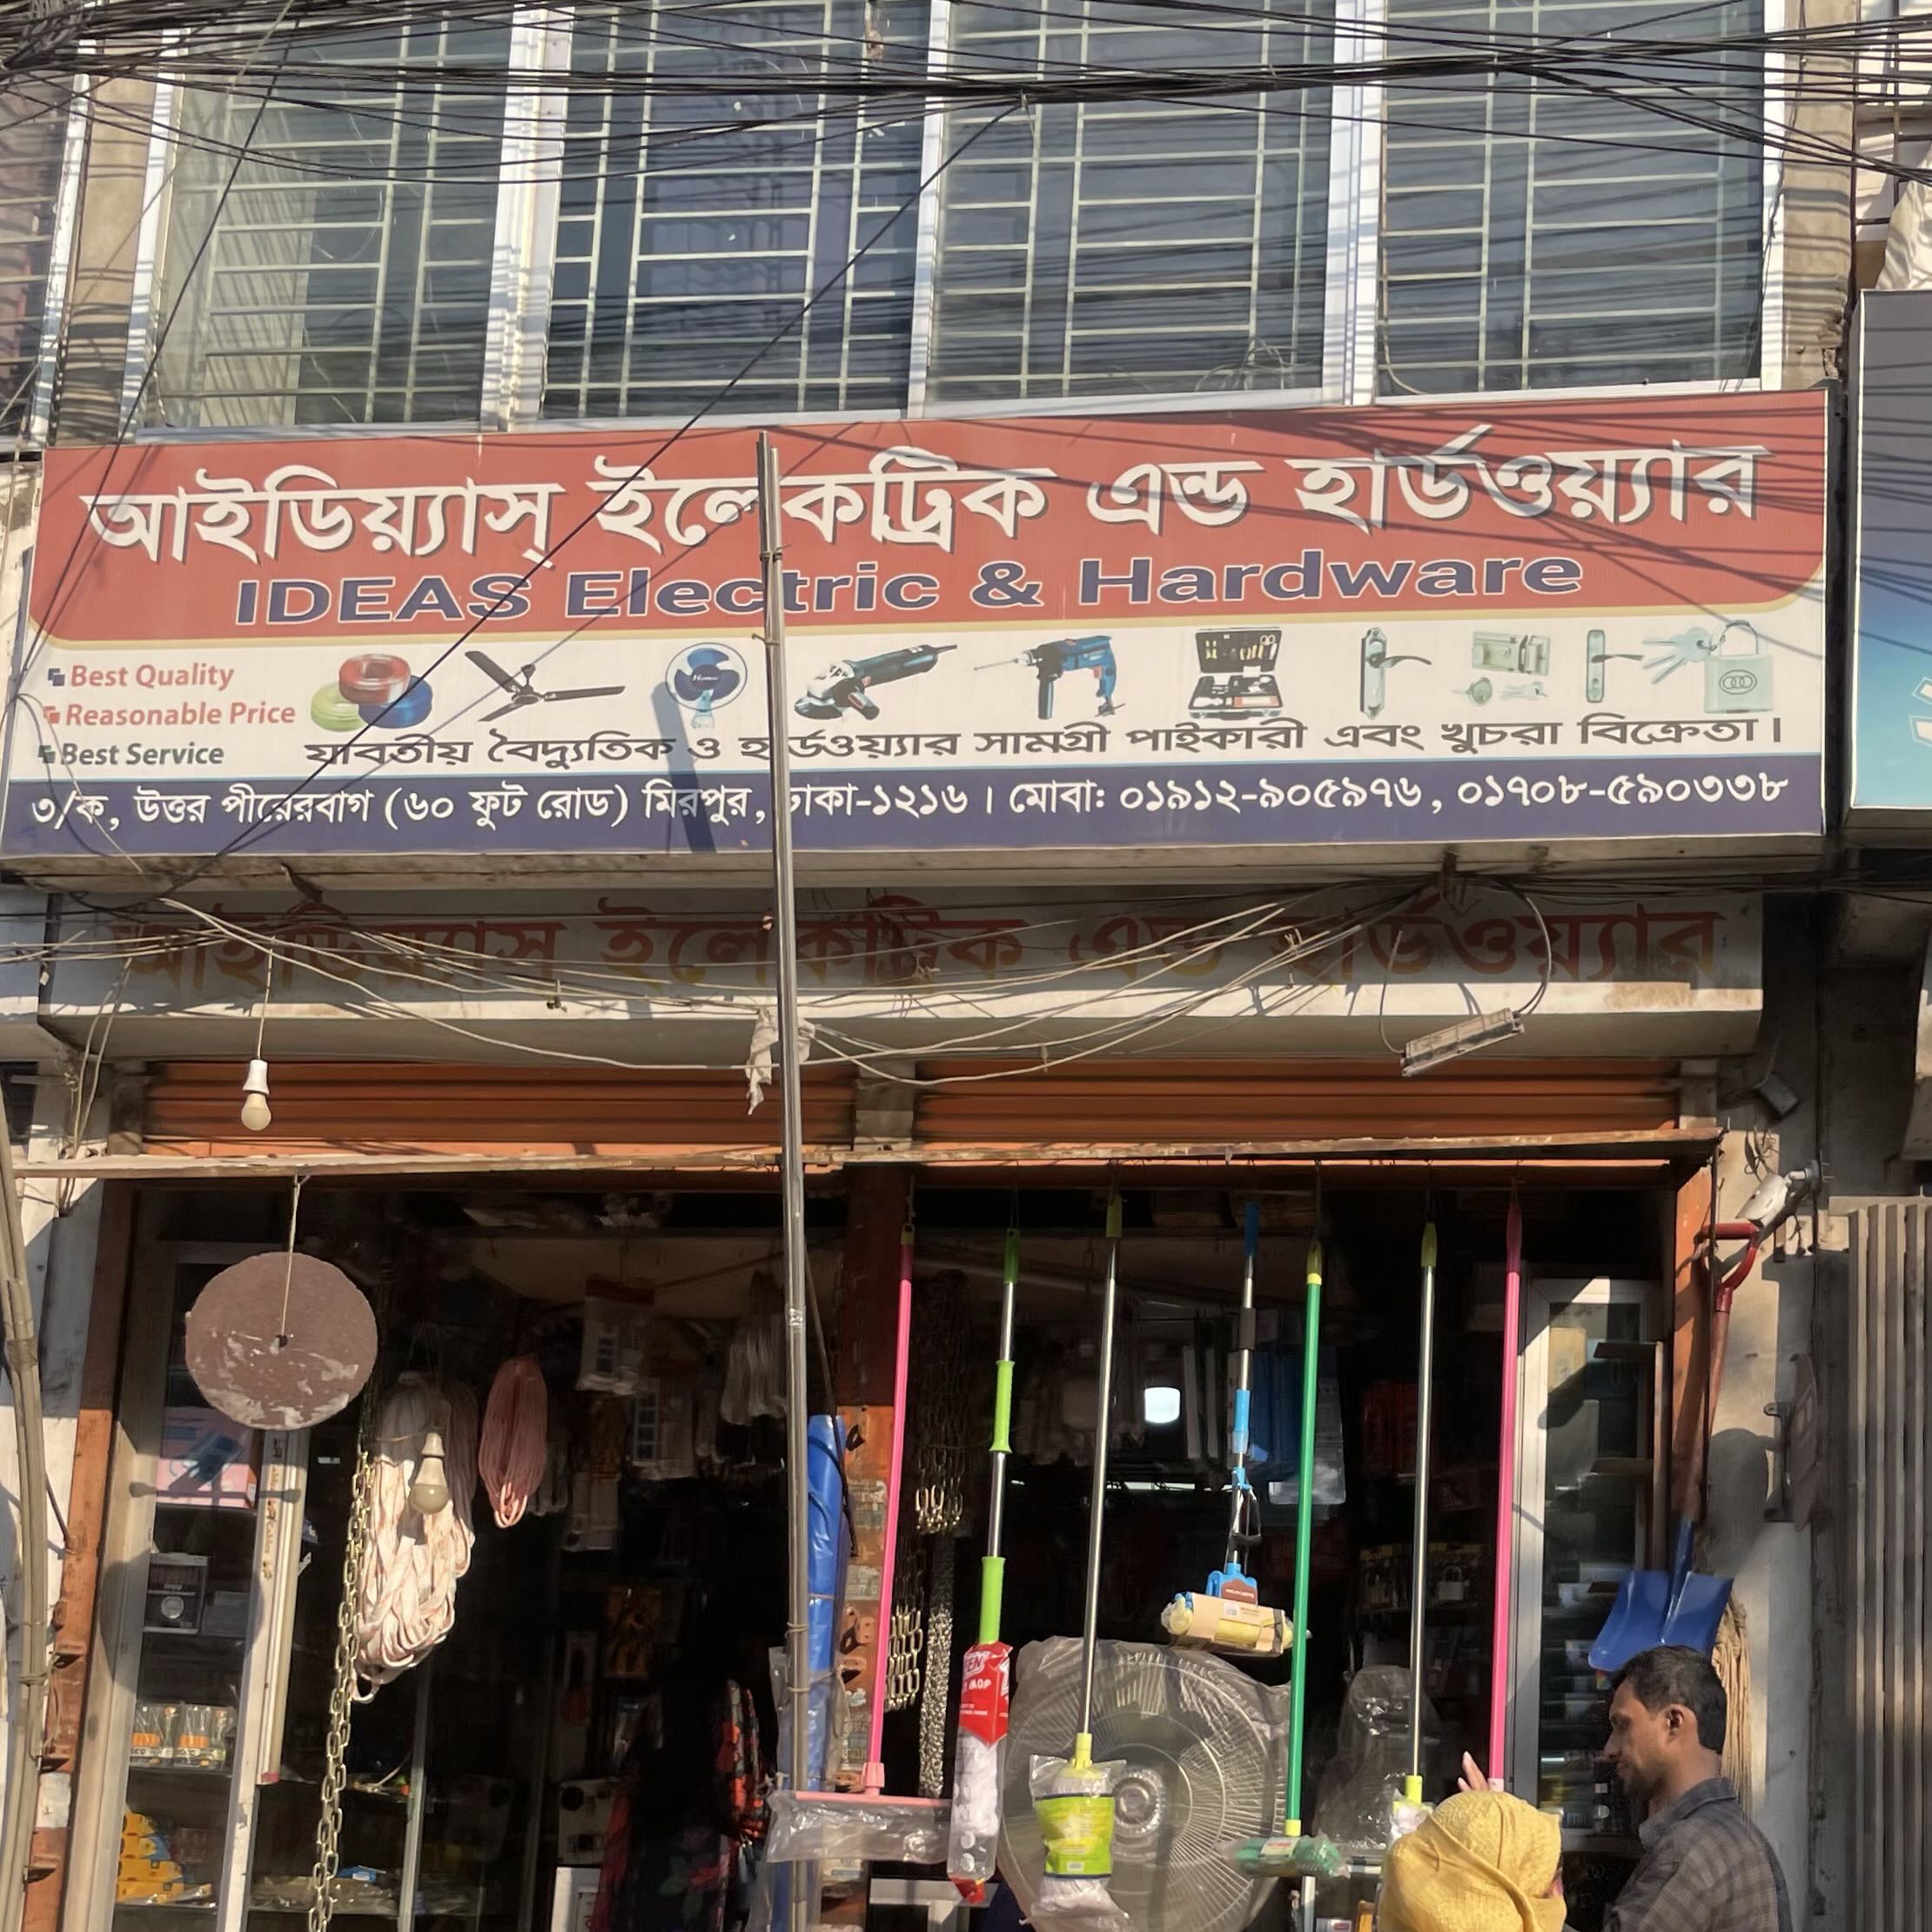 আইডিয়্যাস্ ইলেকট্রিক এন্ড হার্ডওয়্যার
IDEAS Electric & Hardware
Best Quality
Reasonable Price
Best Service
যাবতীয় বৈদ্যুতিক ও হার্ডওয়্যার সামগ্রী পাইকারী এবং খুচরা বিক্রেতা।
৩/ক, উত্তর পীরেরবাগ (৬০ ফুট রোড) মিরপুর, ঢাকা-১২১৬। মোবা: ০১৯১২-৯০৫৯৭৬, ০১৭০৮-৫৯০৩৩৮
আইডিয়্যাস ইলেকট্রিক এন্ড হার্ডওয়্যার
MOP